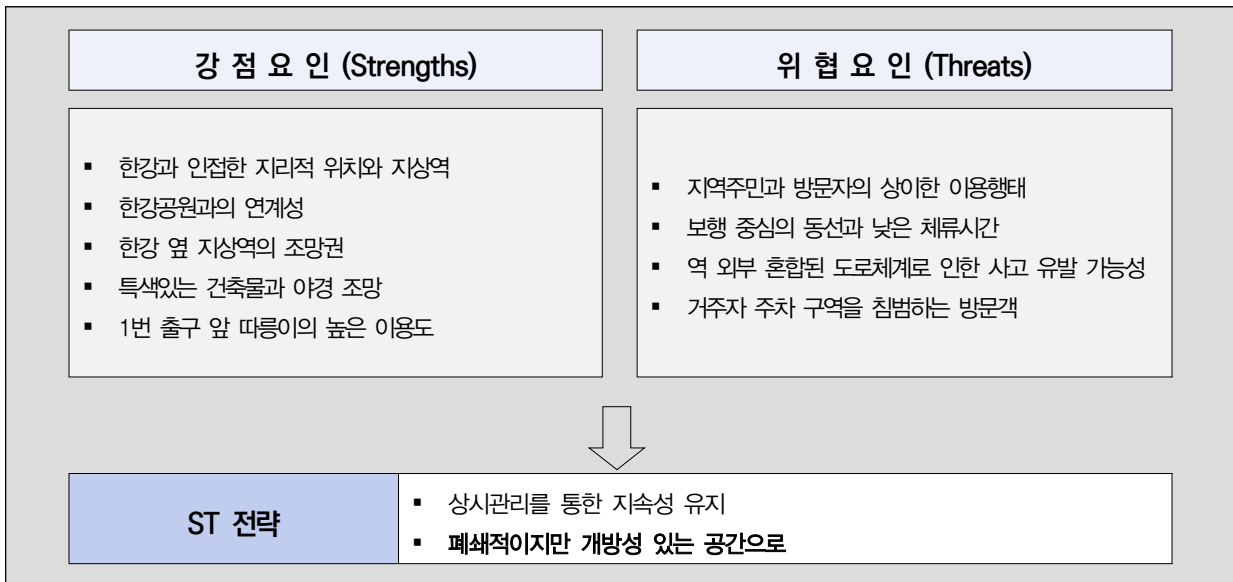 강 점 요 인 (Strengths)
▪ 한강과 인접한 지리적 위치와 지상역
▪ 한강공원과의 연계성
▪ 한강 옆 지상역의 조망권
▪ 특색있는 건축물과 야경 조망
▪ 1번 출구 앞 따릉이의 높은 이용도
위 협 요 인 (Threats)
▪ 지역주민과 방문자의 상이한 이용행태
▪ 보행 중심의 동선과 낮은 체류시간
▪ 역 외부 혼합된 도로체계로 인한 사고 유발 가능성
▪ 거주자 주차 구역을 침범하는 방문객
ST 전략
▪ 상시관리를 통한 지속성 유지
▪ 폐쇄적이지만 개방성 있는 공간으로